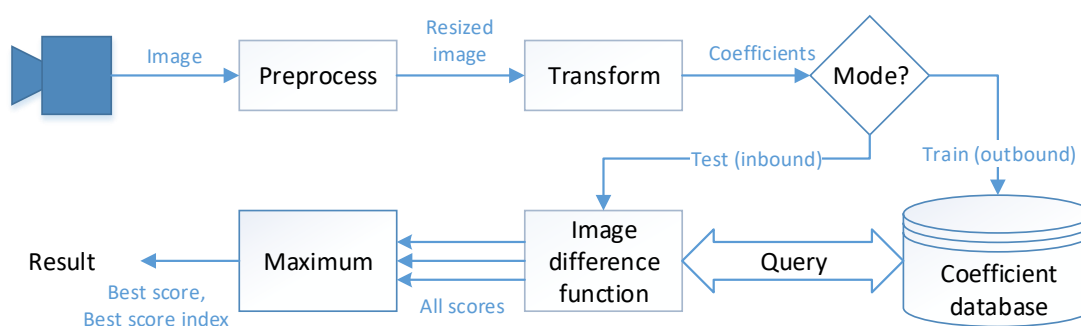 Image
Preprocess
Resized
image
Transform
Coefficients
Mode?
Test (inbound)
Train (outbound)
Result
Best score,
Best score index
Maximum
All scores
Image
difference
function
Query
Coefficient
database